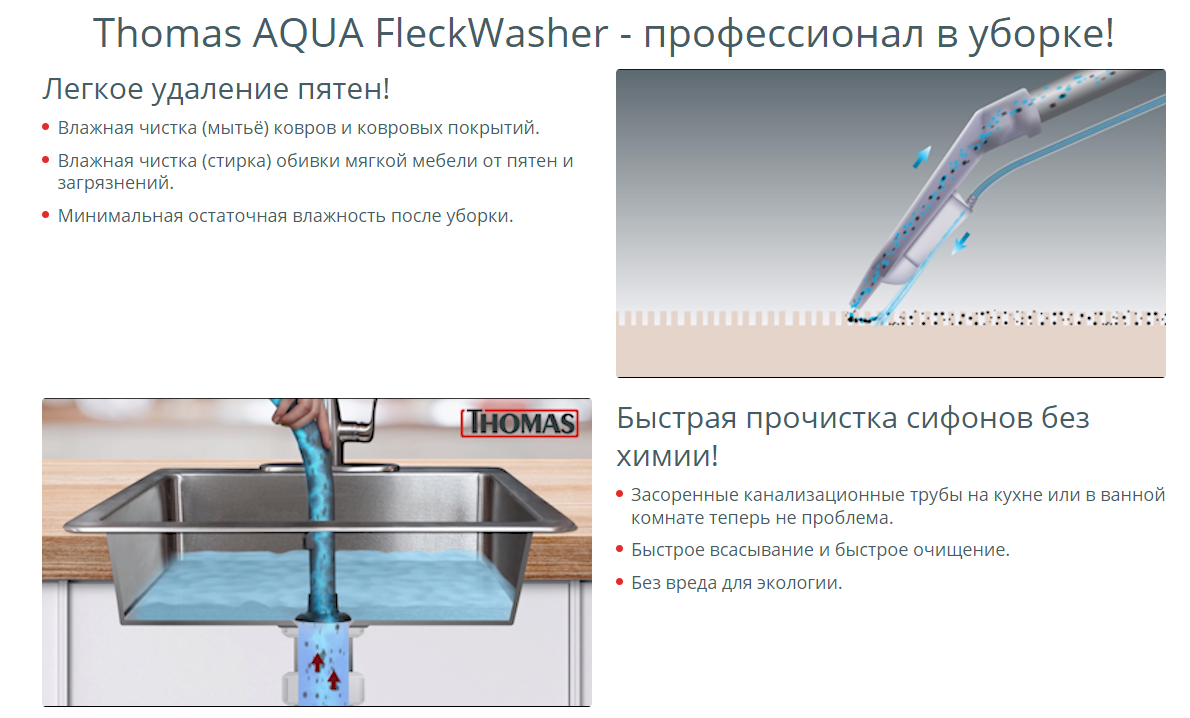 Thomas AQUA FleckWasher - профессионал в уборке!
Легкое удаление пятен!
Влажная чистка (мытьё) ковров и ковровых покрытий.
Влажная чистка (стирка) обивки мягкой мебели от пятен и
загрязнений.
Минимальная остаточная влажность после уборки.
THOMAS
Быстрая прочистка сифонов без
химии!
Засоренные канализационные трубы на кухне или в ванной
комнате теперь не проблема.
Быстрое всасывание и быстрое очищение.
Без вреда для экологии.